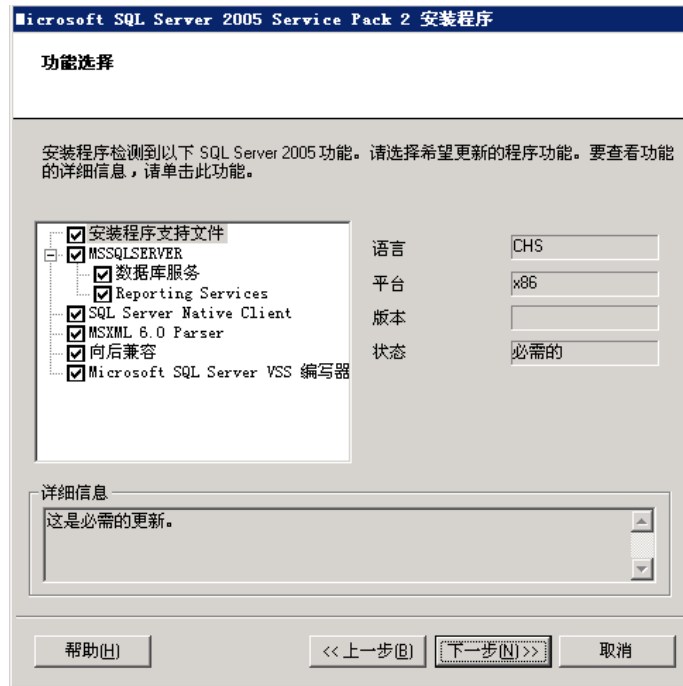 Microsoft SQL Server 2005 Service Pack 2 安装程序
功能选择
安装程序检测到以下 SQL Server 2005 功能。请选择希望更新的程序功能。要查看功能
的详细信息，请单击此功能。
安装程序支持文件
MSSQLSERVER
数据库服务
Reporting Services
SQL Server Native Client
MSXML 6.0 Parser
向后兼容
Microsoft SQL Server VSS 编写器
语言 CHS
平台 x86
版本
状态 必需的
详细信息
这是必需的更新。
帮助(H) <<上一步(B) 下一步(N)>> 取消